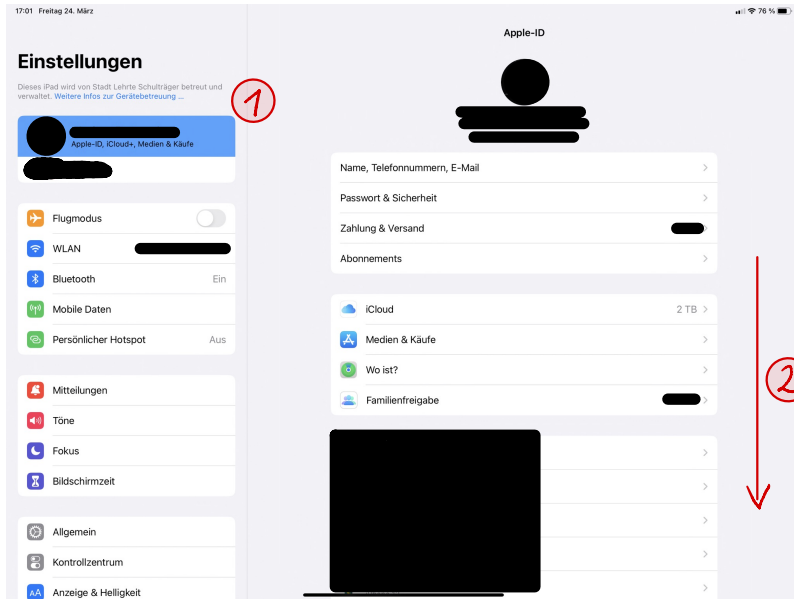 17:01 Freitag 24. März
76 %
Einstellungen
Dieses iPad wird von Stadt Lehrte Schulträger betreut und
verwaltet. Weitere Infos zur Gerätebetreuung ...
1
Apple-ID, iCloud+, Medien & Käufe
Flugmodus
WLAN
Bluetooth Ein
Mobile Daten
Persönlicher Hotspot Aus
Mitteilungen
Töne
Fokus
Bildschirmzeit
Allgemein
Kontrollzentrum
AA Anzeige & Helligkeit
Apple-ID
Name, Telefonnummern, E-Mail
Passwort & Sicherheit
Zahlung & Versand
Abonnements
iCloud 2 TB
Medien & Käufe
Wo ist?
Familienfreigabe
2